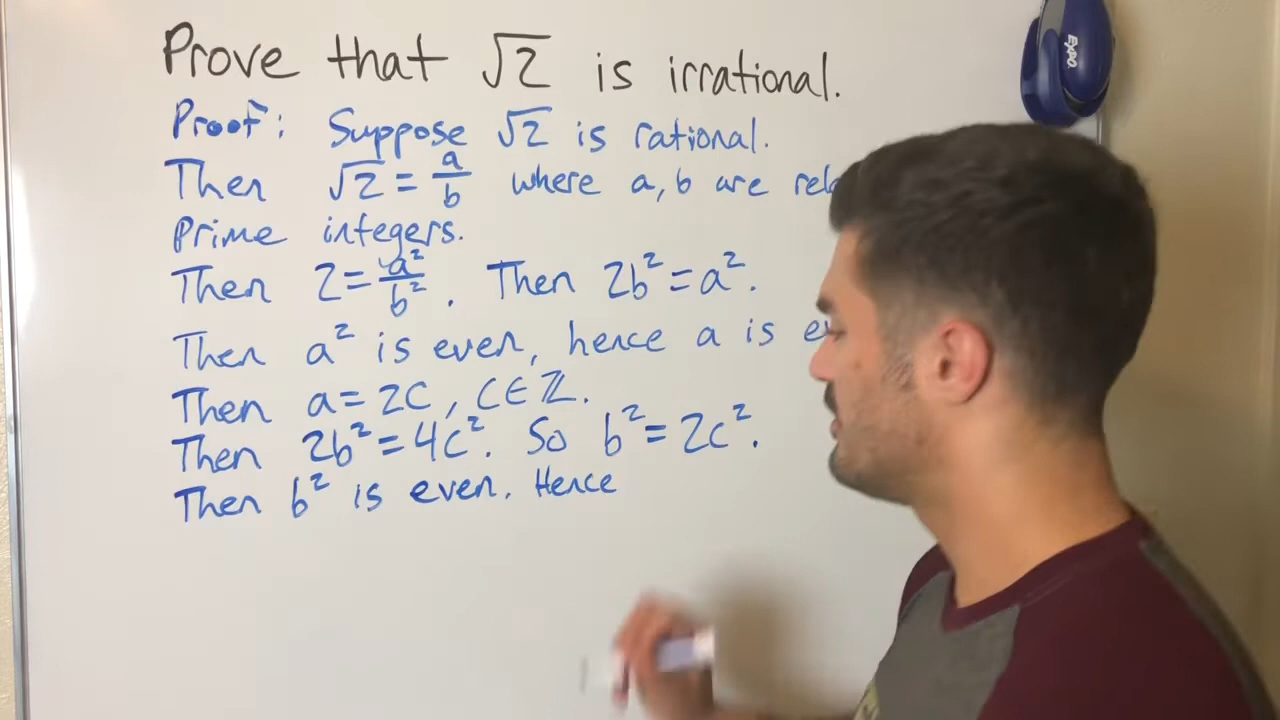 Prove that √2 is irrational.
Proof: Suppose √2 is rational.
Then √2 = a/b where a, b are rela
Prime integers.
Then 2 = a²/b². Then 2b² = a².
Then a² is even, hence a is e
Then a = 2c, c ∈ ℤ.
Then 2b² = 4c². So b² = 2c².
Then b² is even. Hence
EXPO